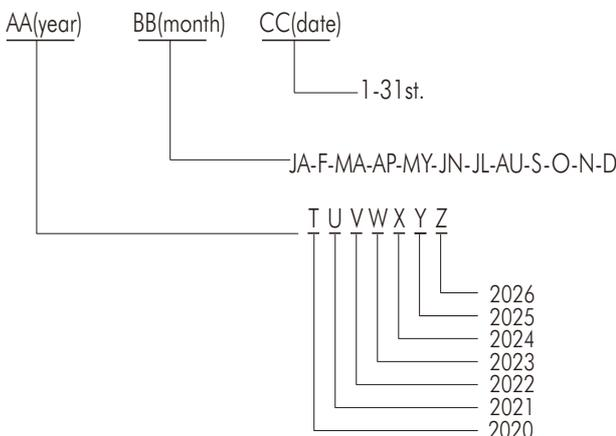 AA(year) BB(month) CC(date)
1-31st.
JA-F-MA-AP-MY-JN-JL-AU-S-O-N-D
T U V W X Y Z
2026
2025
2024
2023
2022
2021
2020